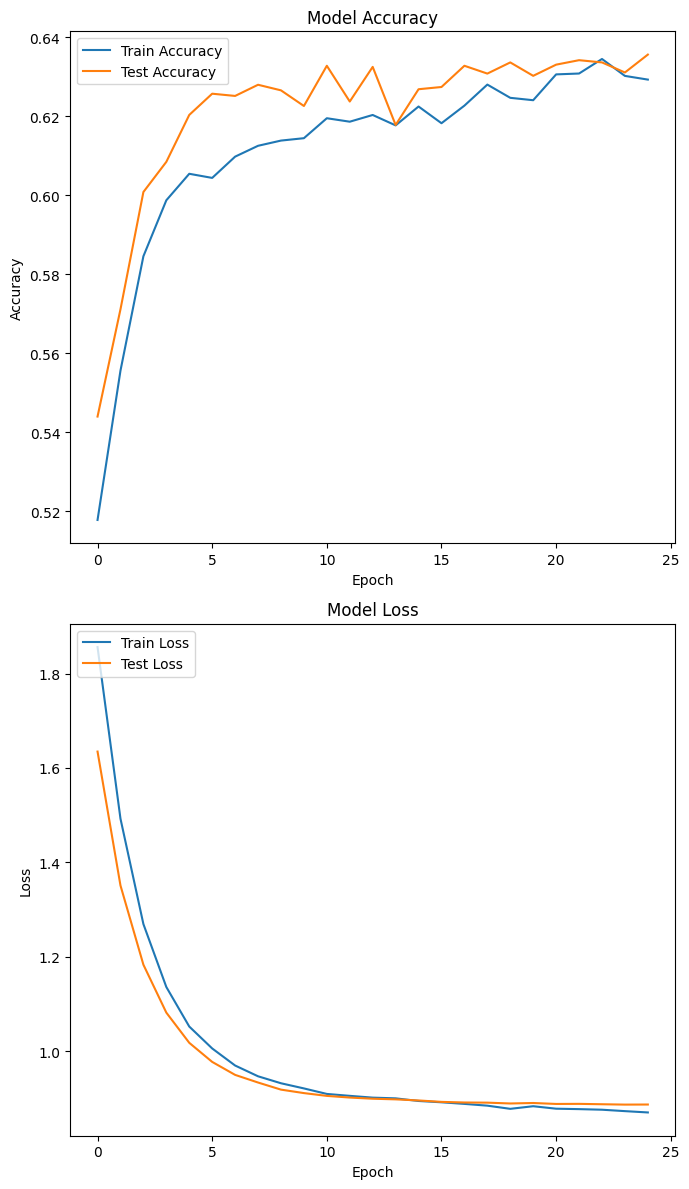 Model Accuracy
Train Accuracy
Test Accuracy
0.64
0.62
0.60
0.58
0.56
0.54
0.52
Accuracy
0 5 10 15 20 25
Epoch
Model Loss
Train Loss
Test Loss
1.8
1.6
1.4
1.2
1.0
Loss
0 5 10 15 20 25
Epoch